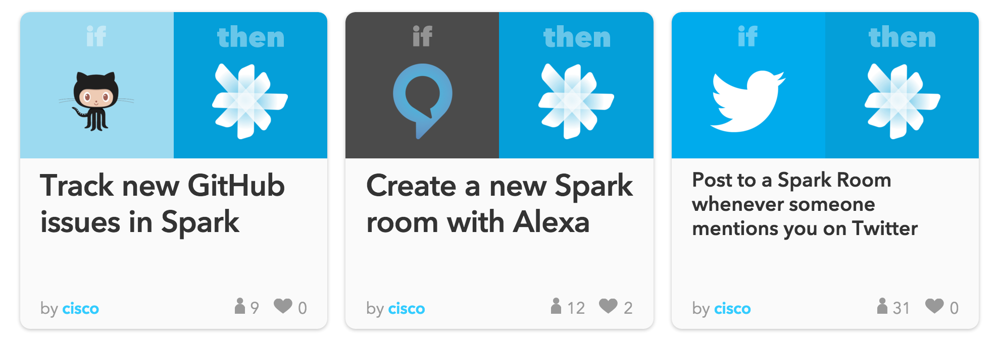 if then
Track new GitHub
issues in Spark
by cisco 9 0
if then
Create a new Spark
room with Alexa
by cisco 12 2
if then
Post to a Spark Room
whenever someone
mentions you on Twitter
by cisco 31 0